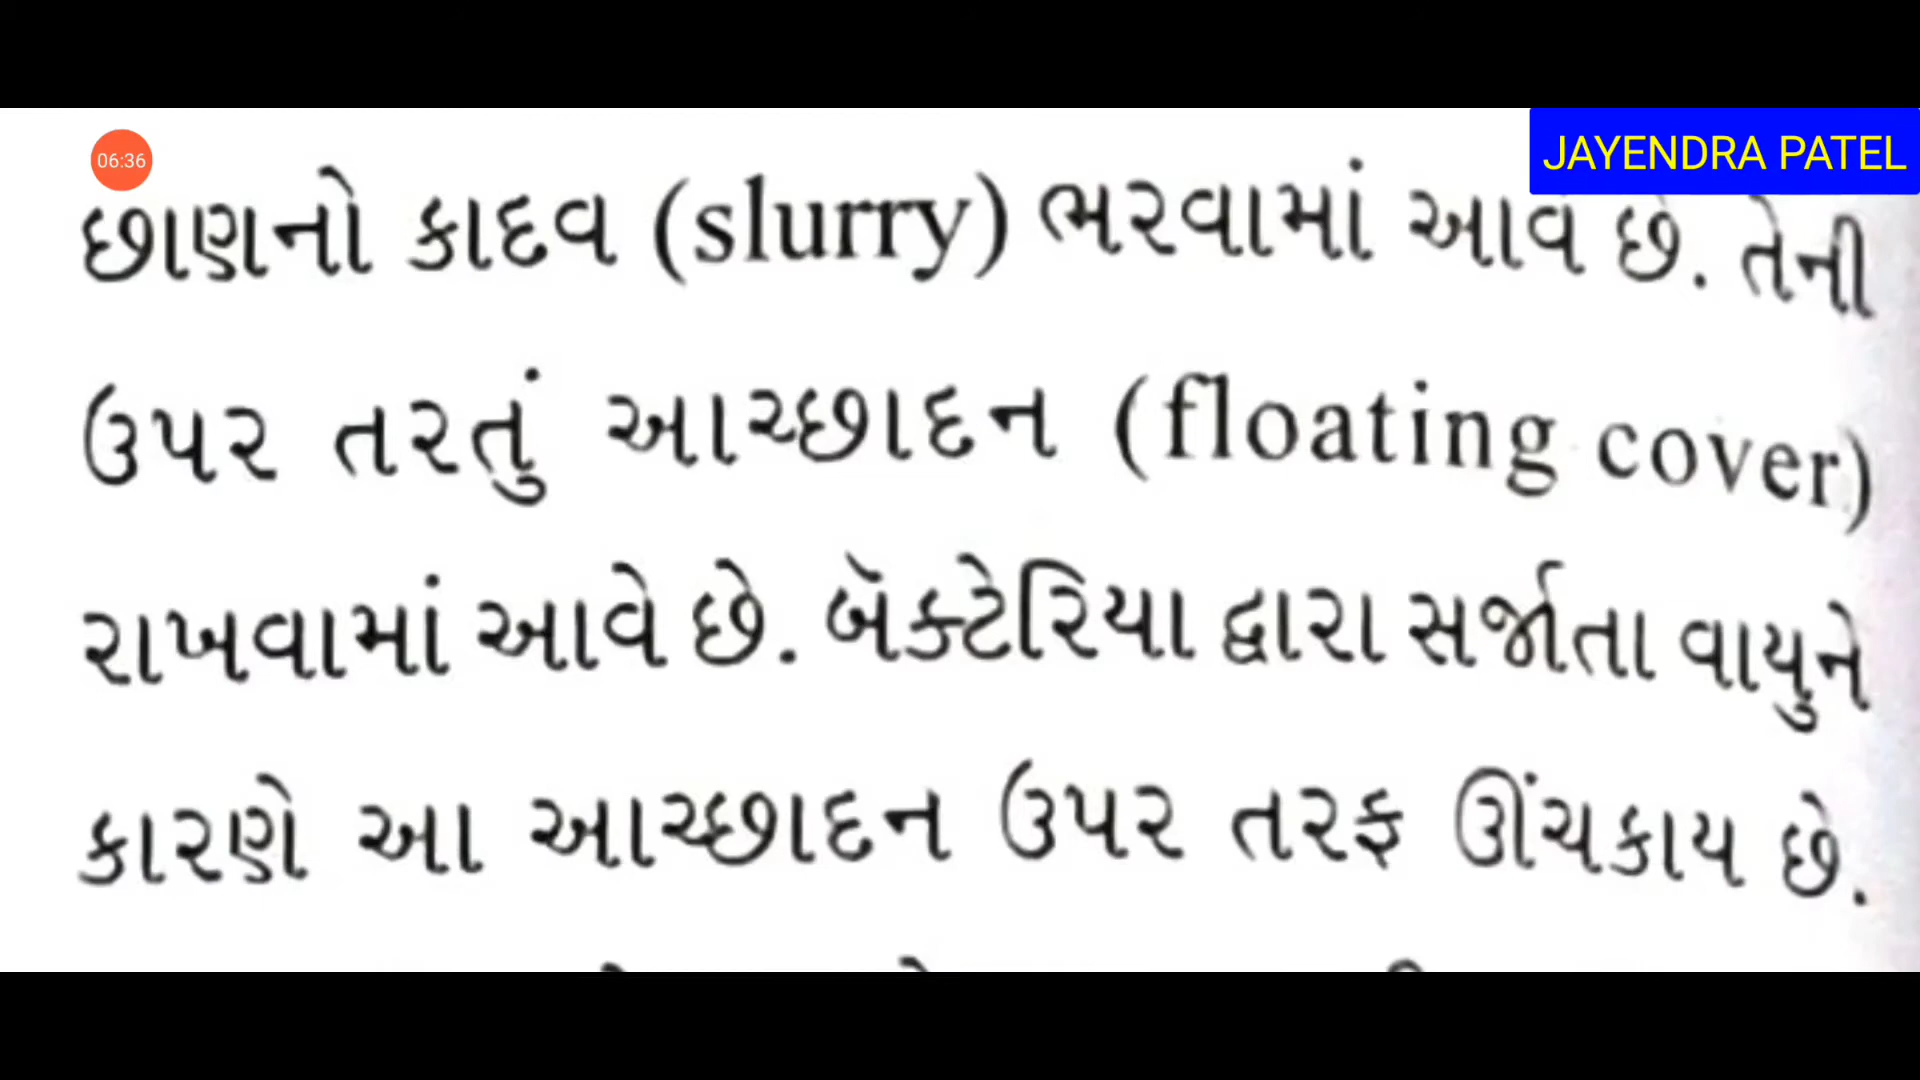 06:36
JAYENDRA PATEL
છાણનો કાદવ (slurry) ભરવામાં આવે છે. તેની
ઉપર તરતું આચ્છાદન (floating cover)
રાખવામાં આવે છે. બૅક્ટેરિયા દ્વારા સર્જાતા વાયુને
કારણે આ આચ્છાદન ઉપર તરફ ઊંચકાય છે.